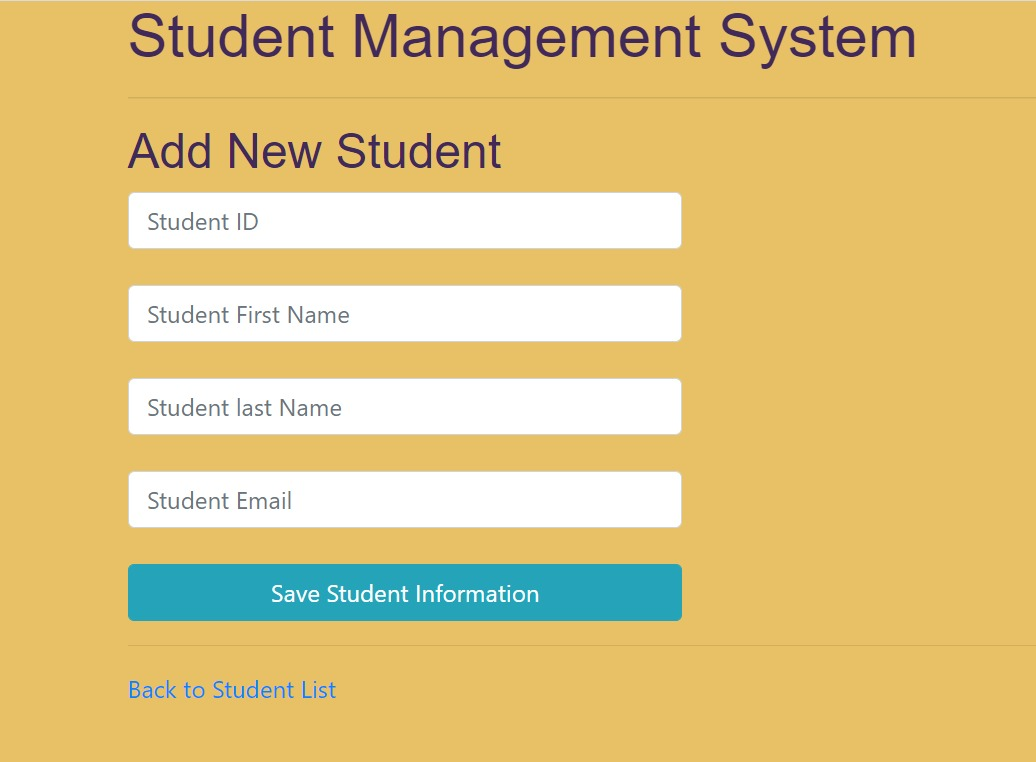 Student Management System
Add New Student
Student ID
Student First Name
Student last Name
Student Email
Save Student Information
Back to Student List